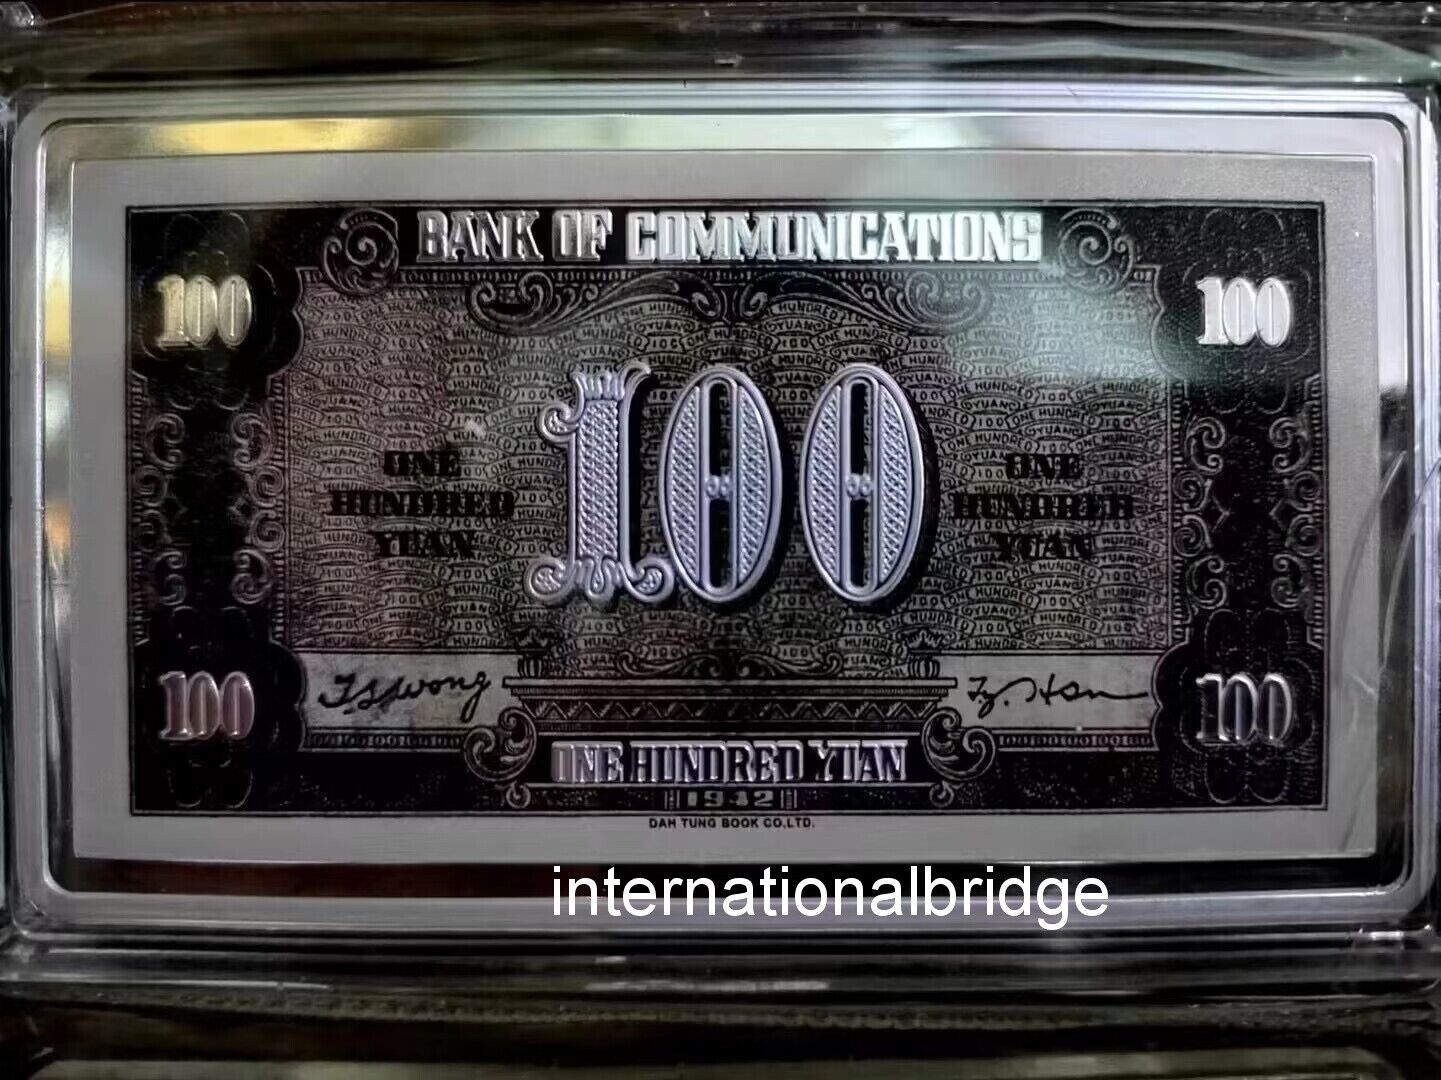 BANK OF COMMUNICATIONS
100 100
100
ONE
HUNDRED
YUAN
ONE
HUNDRED
YUAN
100 100
T S Wong
ONE HUNDRED YUAN
1942
DAH TUNG BOOK CO.,LTD.
internationalbridge